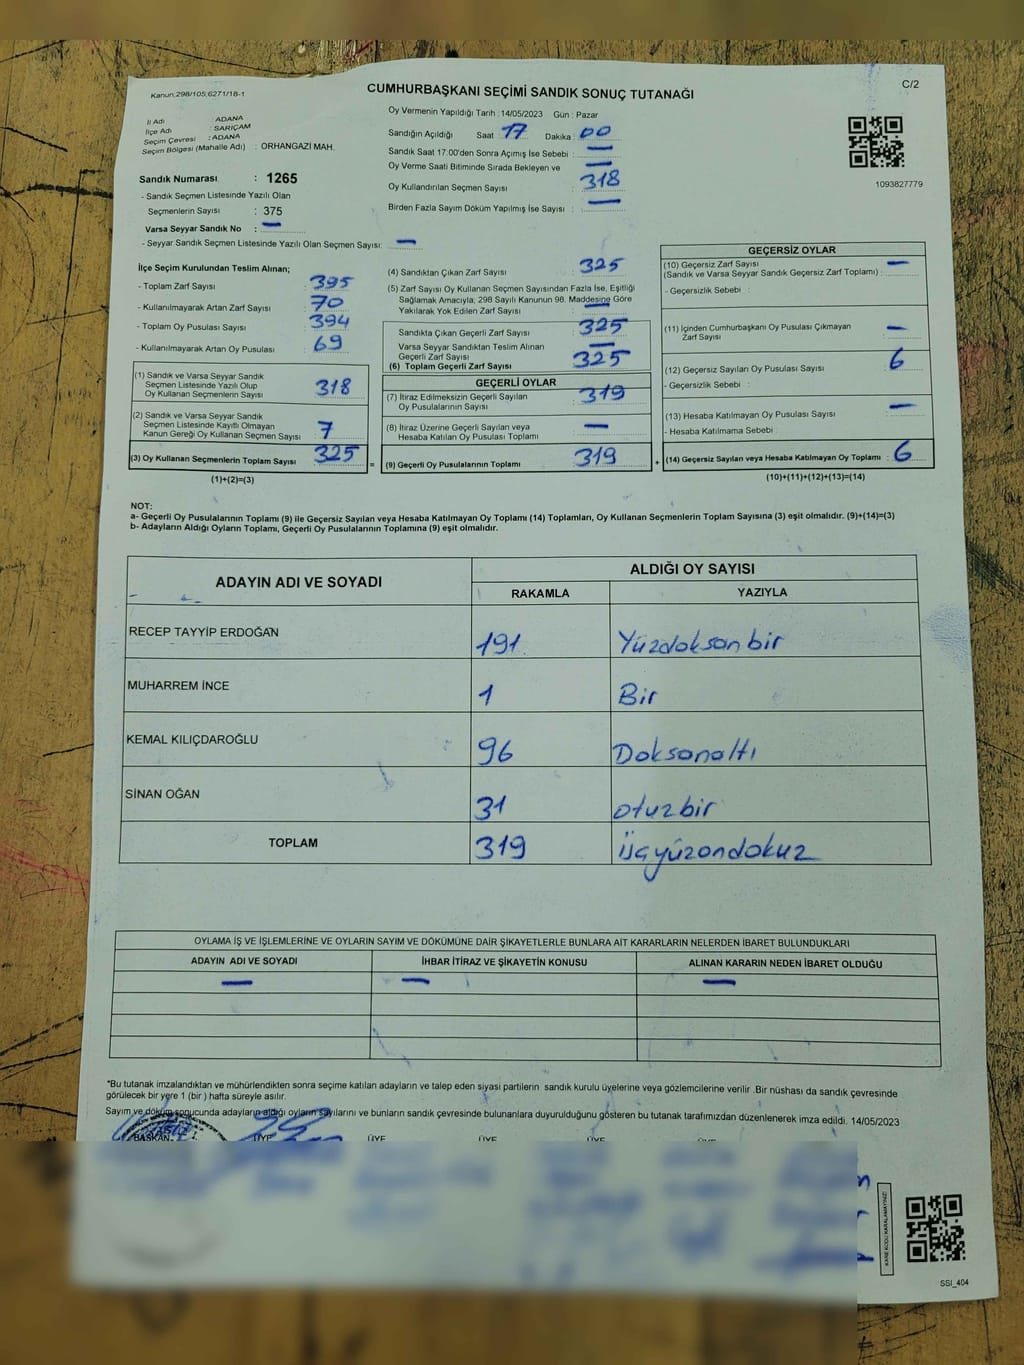 Kanun:298/105;6271/18-1
CUMHURBAŞKANI SEÇİMİ SANDIK SONUÇ TUTANAĞI
C/2
İl Adı : ADANA
İlçe Adı : SARIÇAM
Seçim Çevresi : ADANA
Seçim Bölgesi (Mahalle Adı) : ORHANGAZİ MAH.
Sandık Numarası : 1265
- Sandık Seçmen Listesinde Yazılı Olan
Seçmenlerin Sayısı : 375
Varsa Seyyar Sandık No : —
- Seyyar Sandık Seçmen Listesinde Yazılı Olan Seçmen Sayısı: —
Oy Vermenin Yapıldığı Tarih : 14/05/2023 Gün : Pazar
Sandığın Açıldığı Saat 17 Dakika 00
Sandık Saat 17:00'den Sonra Açımış İse Sebebi : —
Oy Verme Saati Bitiminde Sırada Bekleyen ve —
Oy Kullandırılan Seçmen Sayısı : 318
Birden Fazla Sayım Döküm Yapılmış İse Sayısı : —
1093827779
İlçe Seçim Kurulundan Teslim Alınan;
- Toplam Zarf Sayısı : 395
- Kullanılmayarak Artan Zarf Sayısı : 70
- Toplam Oy Pusulası Sayısı : 394
- Kullanılmayarak Artan Oy Pusulası : 69
(1) Sandık ve Varsa Seyyar Sandık
Seçmen Listesinde Yazılı Olup
Oy Kullanan Seçmenlerin Sayısı : 318
(2) Sandık ve Varsa Seyyar Sandık
Seçmen Listesinde Kayıtlı Olmayan
Kanun Gereği Oy Kullanan Seçmen Sayısı : 7
(3) Oy Kullanan Seçmenlerin Toplam Sayısı : 325
(1)+(2)=(3)
(4) Sandıktan Çıkan Zarf Sayısı : 325
(5) Zarf Sayısı Oy Kullanan Seçmen Sayısından Fazla İse, Eşitliği
Sağlamak Amacıyla; 298 Sayılı Kanunun 98. Maddesine Göre
Yakılarak Yok Edilen Zarf Sayısı : —
Sandıkta Çıkan Geçerli Zarf Sayısı : 325
Varsa Seyyar Sandıktan Teslim Alınan
Geçerli Zarf Sayısı : —
(6) Toplam Geçerli Zarf Sayısı : 325
GEÇERLİ OYLAR
(7) İtiraz Edilmeksizin Geçerli Sayılan
Oy Pusulalarının Sayısı : 319
(8) İtiraz Üzerine Geçerli Sayılan veya
Hesaba Katılan Oy Pusulaları Toplamı : —
= (9) Geçerli Oy Pusulalarının Toplamı : 319
GEÇERSİZ OYLAR
(10) Geçersiz Zarf Sayısı : —
(Sandık ve Varsa Seyyar Sandık Geçersiz Zarf Toplamı) :
- Geçersizlik Sebebi :
(11) İçinden Cumhurbaşkanı Oy Pusulası Çıkmayan
Zarf Sayısı : —
(12) Geçersiz Sayılan Oy Pusulası Sayısı : 6
- Geçersizlik Sebebi :
(13) Hesaba Katılmayan Oy Pusulası Sayısı : —
- Hesaba Katılmama Sebebi :
+ (14) Geçersiz Sayılan veya Hesaba Katılmayan Oy Toplamı : 6
(10)+(11)+(12)+(13)=(14)
NOT:
a- Geçerli Oy Pusulalarının Toplamı (9) ile Geçersiz Sayılan veya Hesaba Katılmayan Oy Toplamı (14) Toplamları, Oy Kullanan Seçmenlerin Toplam Sayısına (3) eşit olmalıdır. (9)+(14)=(3)
b- Adayların Aldığı Oyların Toplamı, Geçerli Oy Pusulalarının Toplamına (9) eşit olmalıdır.
ADAYIN ADI VE SOYADI
ALDIĞI OY SAYISI
RAKAMLA YAZIYLA
RECEP TAYYİP ERDOĞAN 191 Yüzdoksanbir
MUHARREM İNCE 1 Bir
KEMAL KILIÇDAROĞLU 96 Doksanaltı
SİNAN OĞAN 31 otuzbir
TOPLAM 319 üçyüzondokuz
OYLAMA İŞ VE İŞLEMLERİNE VE OYLARIN SAYIM VE DÖKÜMÜNE DAİR ŞİKAYETLERLE BUNLARA AİT KARARLARIN NELERDEN İBARET BULUNDUKLARI
ADAYIN ADI VE SOYADI İHBAR İTİRAZ VE ŞİKAYETİN KONUSU ALINAN KARARIN NEDEN İBARET OLDUĞU
— — —
*Bu tutanak imzalandıktan ve mühürlendikten sonra seçime katılan adayların ve talep eden siyasi partilerin sandık kurulu üyelerine veya gözlemcilerine verilir .Bir nüshası da sandık çevresinde
görülecek bir yere 1 (bir ) hafta süreyle asılır.
Sayım ve döküm sonucunda adayların aldığı oyların sayılarını ve bunların sandık çevresinde bulunanlara duyurulduğunu gösteren bu tutanak tarafımızdan düzenlenerek imza edildi. 14/05/2023
BAŞKAN ÜYE ÜYE ÜYE ÜYE ÜYE
KARE KODU KARALAMAYINIZ!
SSI_404